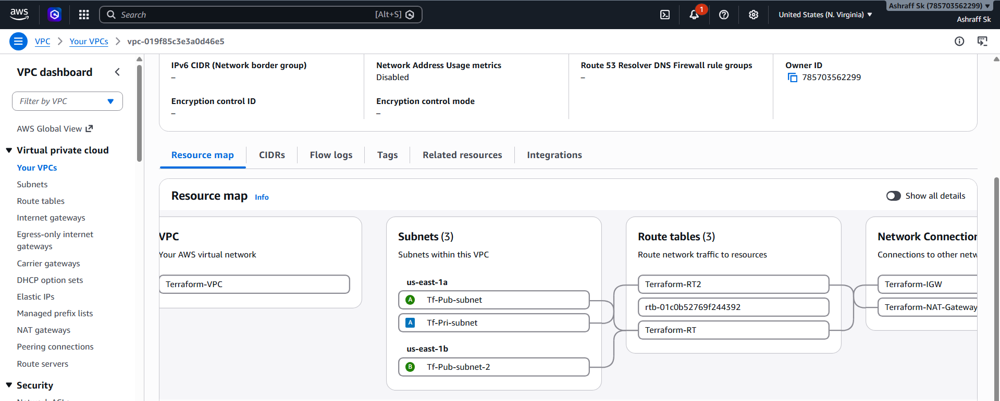 aws
Search
[Alt+S]
1
United States (N. Virginia)
Ashraff Sk (785703562299)
Ashraff Sk
VPC
Your VPCs
vpc-019f85c3e3a0d46e5
VPC dashboard
Filter by VPC
AWS Global View
Virtual private cloud
Your VPCs
Subnets
Route tables
Internet gateways
Egress-only internet
gateways
Carrier gateways
DHCP option sets
Elastic IPs
Managed prefix lists
NAT gateways
Peering connections
Route servers
Security
IPv6 CIDR (Network border group)
–
Network Address Usage metrics
Disabled
Route 53 Resolver DNS Firewall rule groups
–
Owner ID
785703562299
Encryption control ID
–
Encryption control mode
–
Resource map
CIDRs
Flow logs
Tags
Related resources
Integrations
Resource map Info
Show all details
VPC
Your AWS virtual network
Terraform-VPC
Subnets (3)
Subnets within this VPC
us-east-1a
A Tf-Pub-subnet
A Tf-Pri-subnet
us-east-1b
B Tf-Pub-subnet-2
Route tables (3)
Route network traffic to resources
Terraform-RT2
rtb-01c0b52769f244392
Terraform-RT
Network Connection
Connections to other netw
Terraform-IGW
Terraform-NAT-Gateway